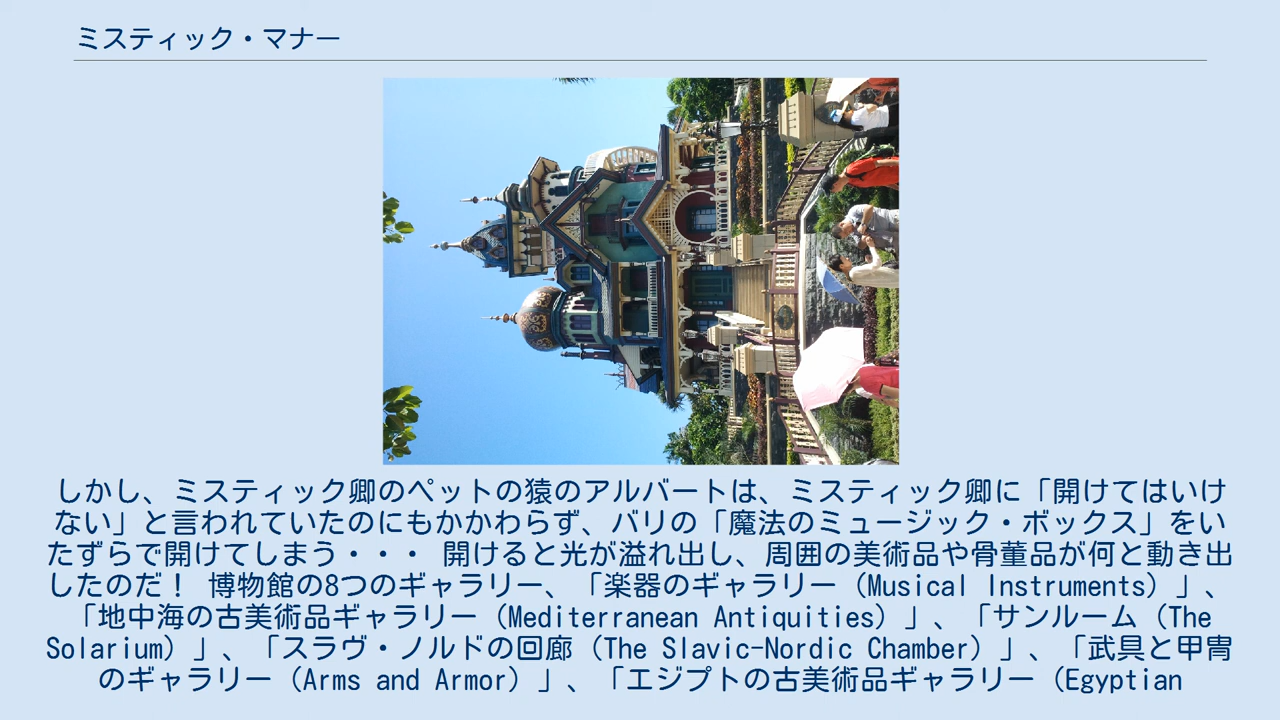 ミスティック・マナー
しかし、ミスティック卿のペットの猿のアルバートは、ミスティック卿に「開けてはいけ
ない」と言われていたのにもかかわらず、バリの「魔法のミュージック・ボックス」をい
たずらで開けてしまう・・・ 開けると光が溢れ出し、周囲の美術品や骨董品が何と動き出
したのだ！ 博物館の8つのギャラリー、「楽器のギャラリー（Musical Instruments）」、
「地中海の古美術品ギャラリー（Mediterranean Antiquities）」、「サンルーム（The
Solarium）」、「スラヴ・ノルドの回廊（The Slavic-Nordic Chamber）」、「武具と甲冑
のギャラリー（Arms and Armor）」、「エジプトの古美術品ギャラリー（Egyptian